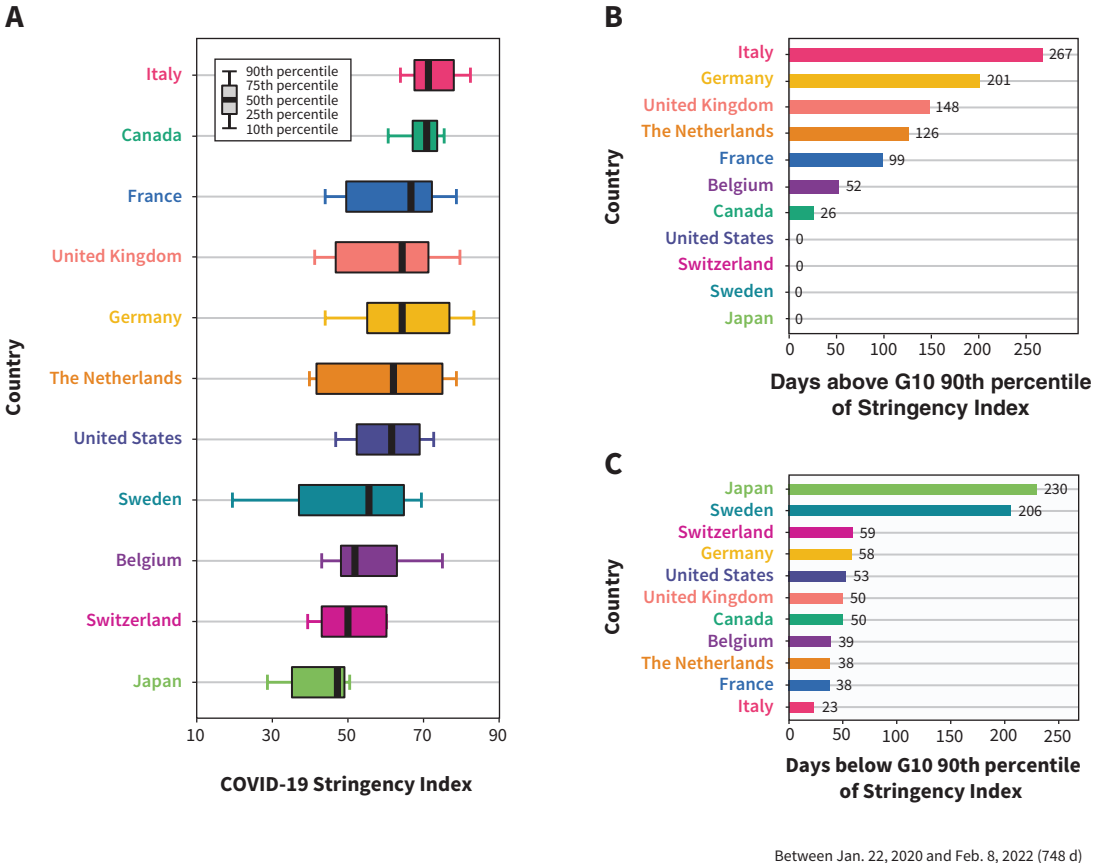 A
Italy
Canada
France
United Kingdom
Germany
The Netherlands
United States
Sweden
Belgium
Switzerland
Japan
Country
90th percentile
75th percentile
50th percentile
25th percentile
10th percentile
10 30 50 70 90
COVID-19 Stringency Index
B
Italy 267
Germany 201
United Kingdom 148
The Netherlands 126
France 99
Belgium 52
Canada 26
United States 0
Switzerland 0
Sweden 0
Japan 0
Country
0 50 100 150 200 250
Days above G10 90th percentile
of Stringency Index
C
Japan 230
Sweden 206
Switzerland 59
Germany 58
United States 53
United Kingdom 50
Canada 50
Belgium 39
The Netherlands 38
France 38
Italy 23
Country
0 50 100 150 200 250
Days below G10 90th percentile
of Stringency Index
Between Jan. 22, 2020 and Feb. 8, 2022 (748 d)